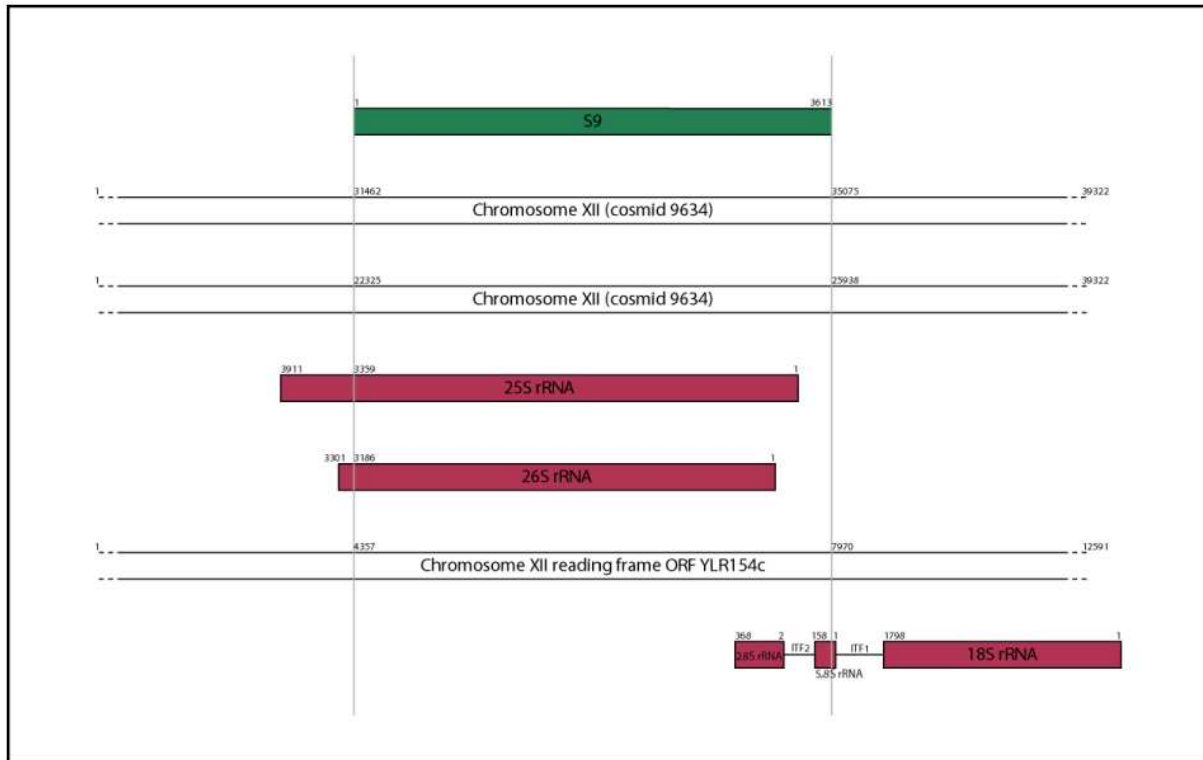 1 3613
S9
1 31462 35075 39322
Chromosome XII (cosmid 9634)
1 22325 25938 39322
Chromosome XII (cosmid 9634)
3911 3359 1
25S rRNA
3301 3186 1
26S rRNA
1 4357 7970 12591
Chromosome XII reading frame ORF YLR154c
368 2 158 1 1798 1
28S rRNA ITF2 ITF1 18S rRNA
5,8S rRNA